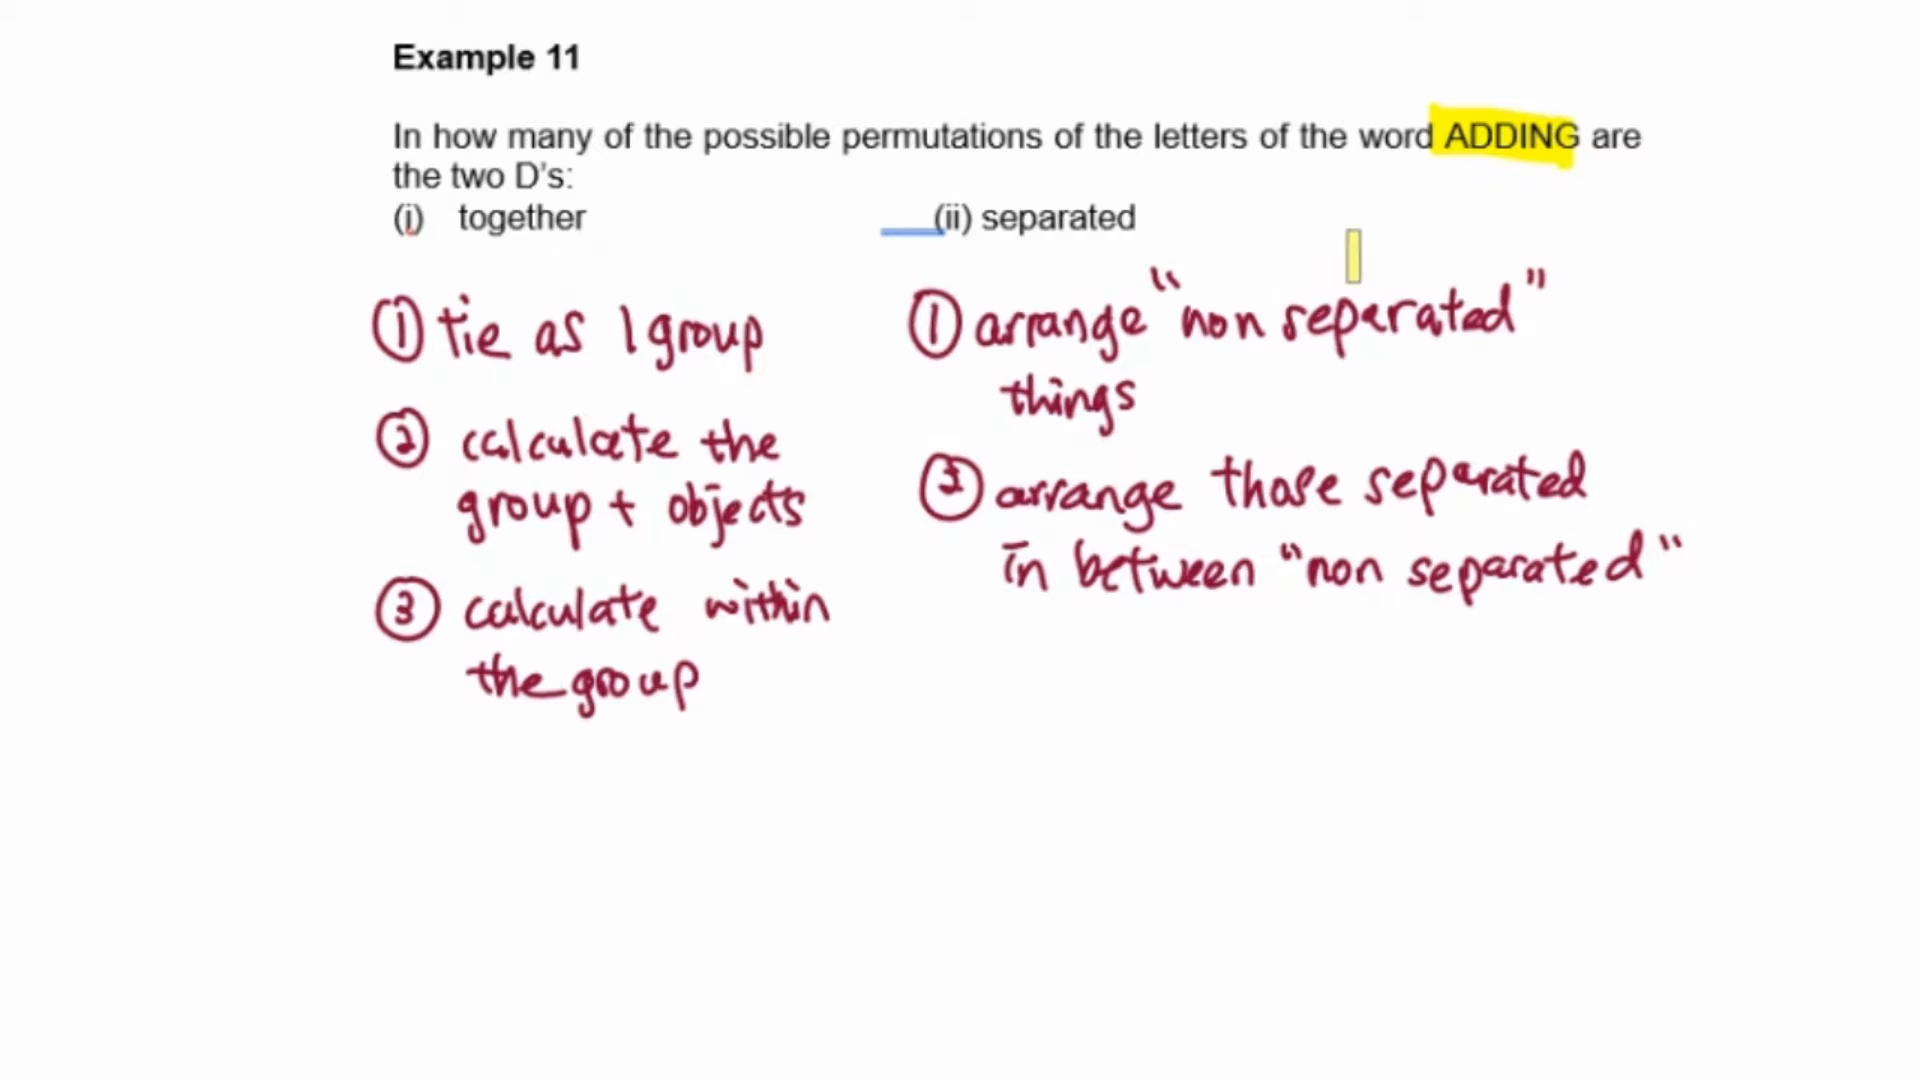 Example 11
In how many of the possible permutations of the letters of the word ADDING are
the two D's:
(i) together (ii) separated
① tie as 1 group
② calculate the
group + objects
③ calculate within
the group
① arrange "non separated"
things
② arrange those separated
in between "non separated"